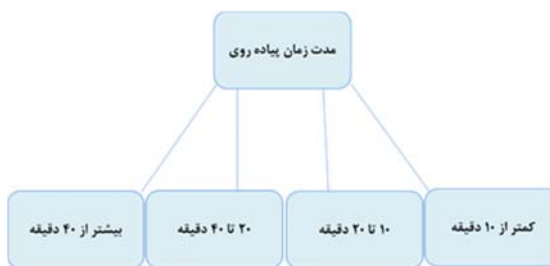 مدت زمان پیاده روی
کمتر از ۱۰ دقیقه
۱۰ تا ۲۰ دقیقه
۲۰ تا ۴۰ دقیقه
بیشتر از ۴۰ دقیقه